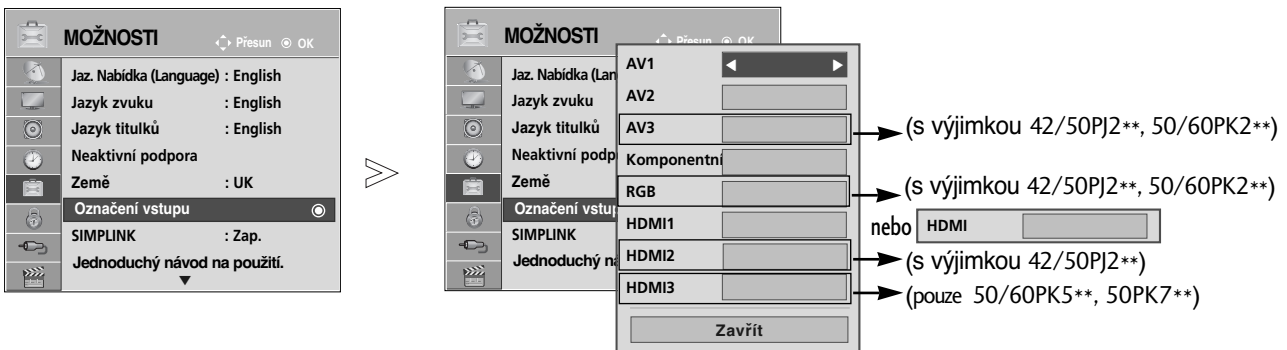 MOŽNOSTI
Přesun OK
Jaz. Nabídka (Language) : English
Jazyk zvuku : English
Jazyk titulků : English
Neaktivní podpora
Země : UK
Označení vstupu
SIMPLINK : Zap.
Jednoduchý návod na použití.
MOŽNOSTI
Přesun OK
Jaz. Nabídka (Lan
Jazyk zvuku
Jazyk titulků
Neaktivní podp
Země
Označení vstup
SIMPLINK
Jednoduchý n
AV1
AV2
AV3
Komponentní
RGB
HDMI1
HDMI2
HDMI3
Zavřít
(s výjimkou 42/50PJ2**, 50/60PK2**)
(s výjimkou 42/50PJ2**, 50/60PK2**)
nebo HDMI
(s výjimkou 42/50PJ2**)
(pouze 50/60PK5**, 50PK7**)